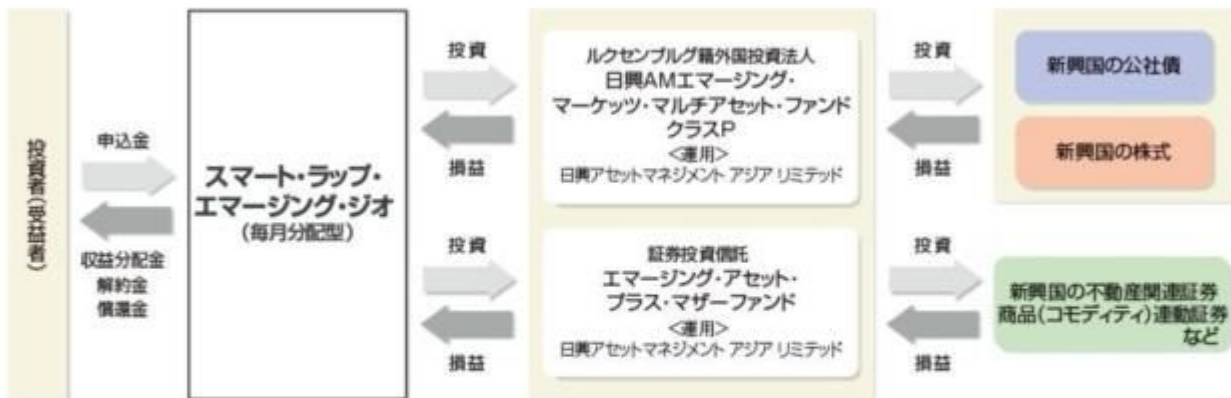 投資者(受益者)
申込金
収益分配金
解約金
償還金
スマート・ラップ・
エマージング・ジオ
(毎月分配型)
投資
損益
投資
損益
ルクセンブルグ籍外国投資法人
日興AMエマージング・
マーケッツ・マルチアセット・ファンド
クラスP
<運用>
日興アセットマネジメント アジア リミテッド
証券投資信託
エマージング・アセット・
プラス・マザーファンド
<運用>
日興アセットマネジメント アジア リミテッド
投資
損益
投資
損益
新興国の公社債
新興国の株式
新興国の不動産関連証券
商品(コモディティ)連動証券
など